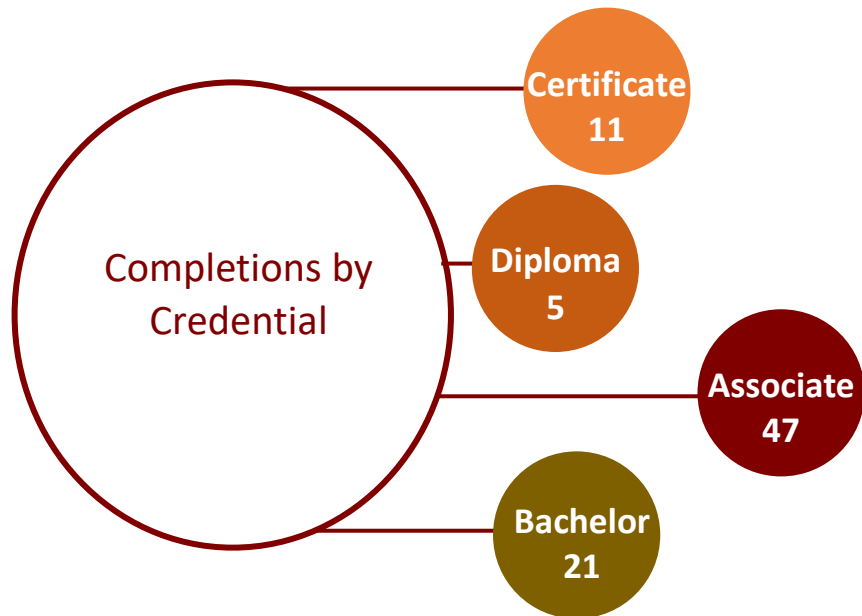 Completions by
Credential
Certificate
11
Diploma
5
Associate
47
Bachelor
21